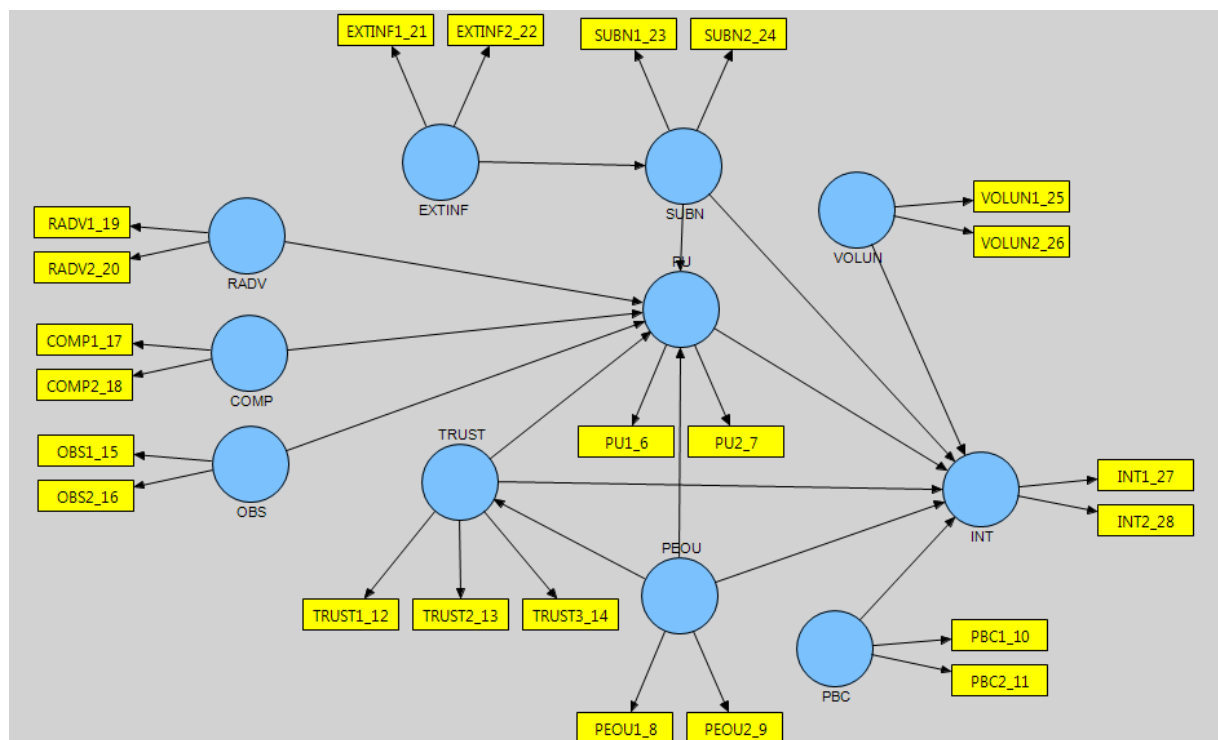 EXTINF1_21
EXTINF2_22
SUBN1_23
SUBN2_24
EXTINF
SUBN
VOLUN1_25
VOLUN2_26
VOLUN
RADV1_19
RADV2_20
RADV
PU
COMP1_17
COMP2_18
COMP
OBS1_15
OBS2_16
OBS
TRUST
PU1_6
PU2_7
INT1_27
INT2_28
INT
PEOU
TRUST1_12
TRUST2_13
TRUST3_14
PBC1_10
PBC2_11
PBC
PEOU1_8
PEOU2_9